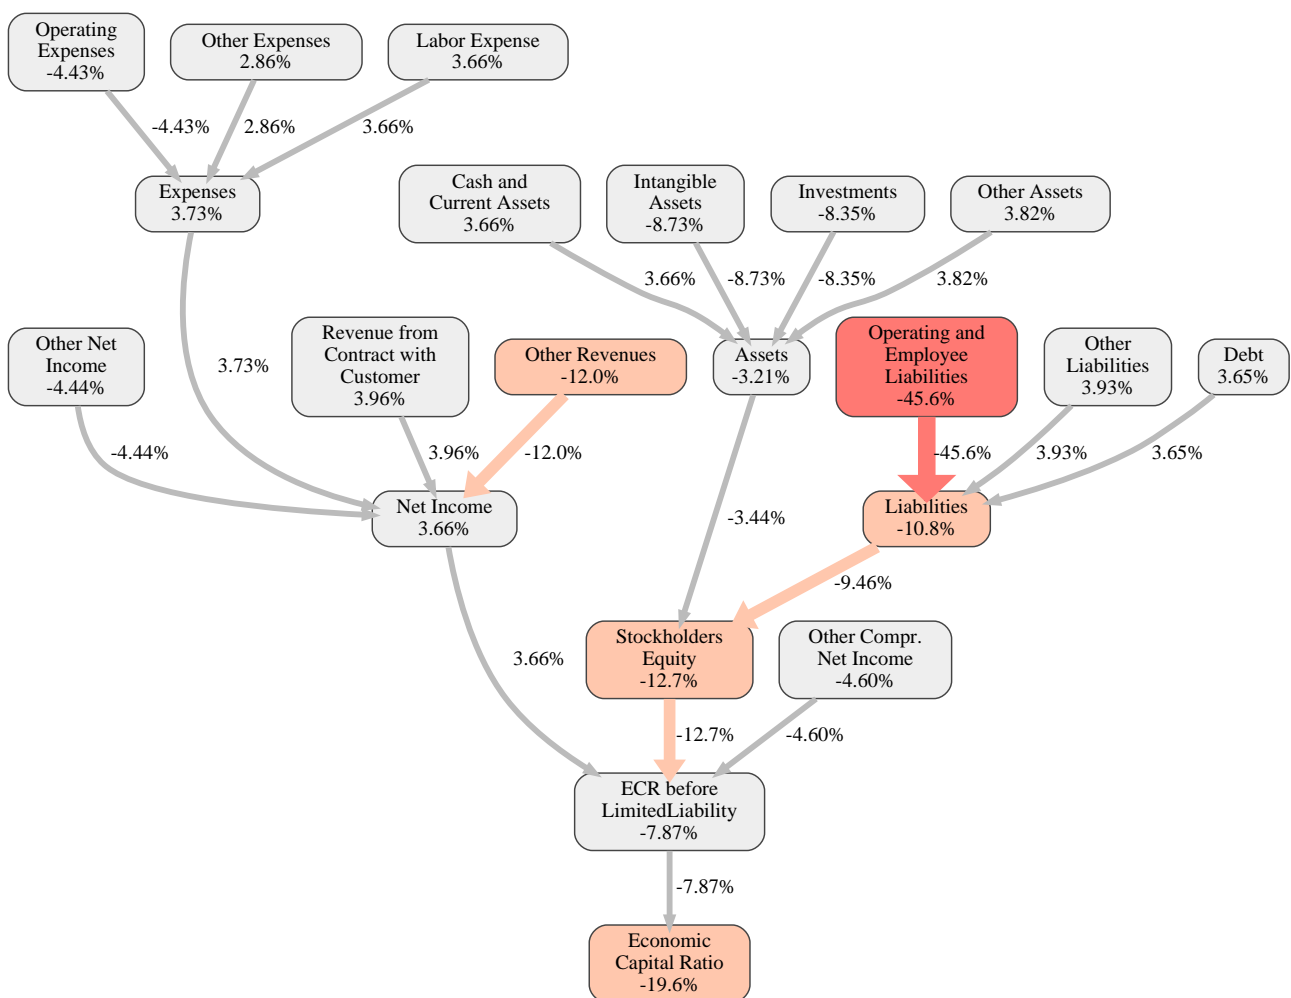 Operating
Expenses
-4.43%
Other Expenses
2.86%
Labor Expense
3.66%
-4.43%
2.86%
3.66%
Expenses
3.73%
Cash and
Current Assets
3.66%
Intangible
Assets
-8.73%
Investments
-8.35%
Other Assets
3.82%
3.66%
-8.73%
-8.35%
3.82%
Other Net
Income
-4.44%
3.73%
Revenue from
Contract with
Customer
3.96%
Other Revenues
-12.0%
Assets
-3.21%
Operating and
Employee
Liabilities
-45.6%
Other
Liabilities
3.93%
Debt
3.65%
-4.44%
3.96%
-12.0%
-45.6%
3.93%
3.65%
Net Income
3.66%
-3.44%
Liabilities
-10.8%
-9.46%
3.66%
Stockholders
Equity
-12.7%
Other Compr.
Net Income
-4.60%
-12.7%
-4.60%
ECR before
LimitedLiability
-7.87%
-7.87%
Economic
Capital Ratio
-19.6%